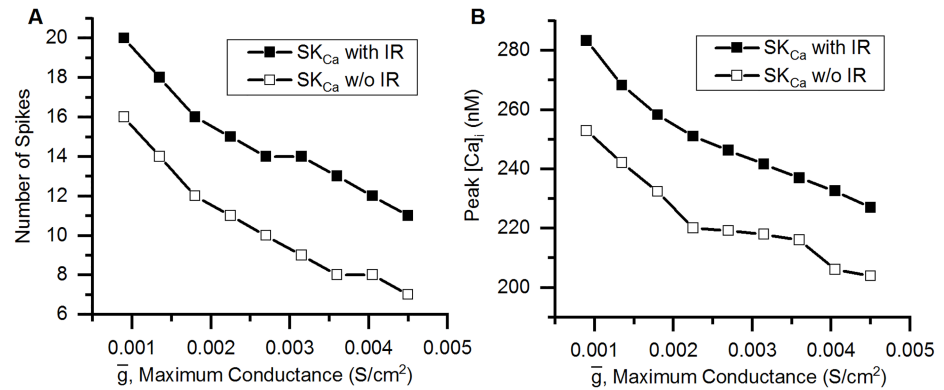 A
20
18
16
14
12
10
8
6
Number of Spikes
SKCa with IR
SKCa w/o IR
0.001 0.002 0.003 0.004 0.005
g̅, Maximum Conductance (S/cm²)
B
280
260
240
220
200
Peak [Ca]i (nM)
SKCa with IR
SKCa w/o IR
0.001 0.002 0.003 0.004 0.005
g̅, Maximum Conductance (S/cm²)